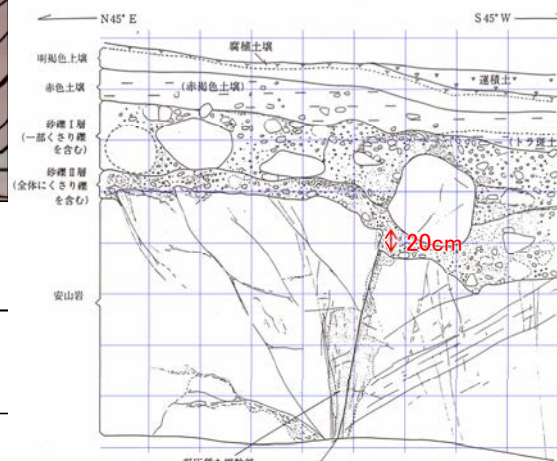 N45°E
S45°W
腐植土壌
明褐色土壌
運積土
赤色土壌
(赤褐色土壌)
砂礫Ⅰ層
(一部くさり礫
を含む)
(トラ斑土
砂礫Ⅱ層
(全体にくさり礫
を含む)
20cm
安山岩